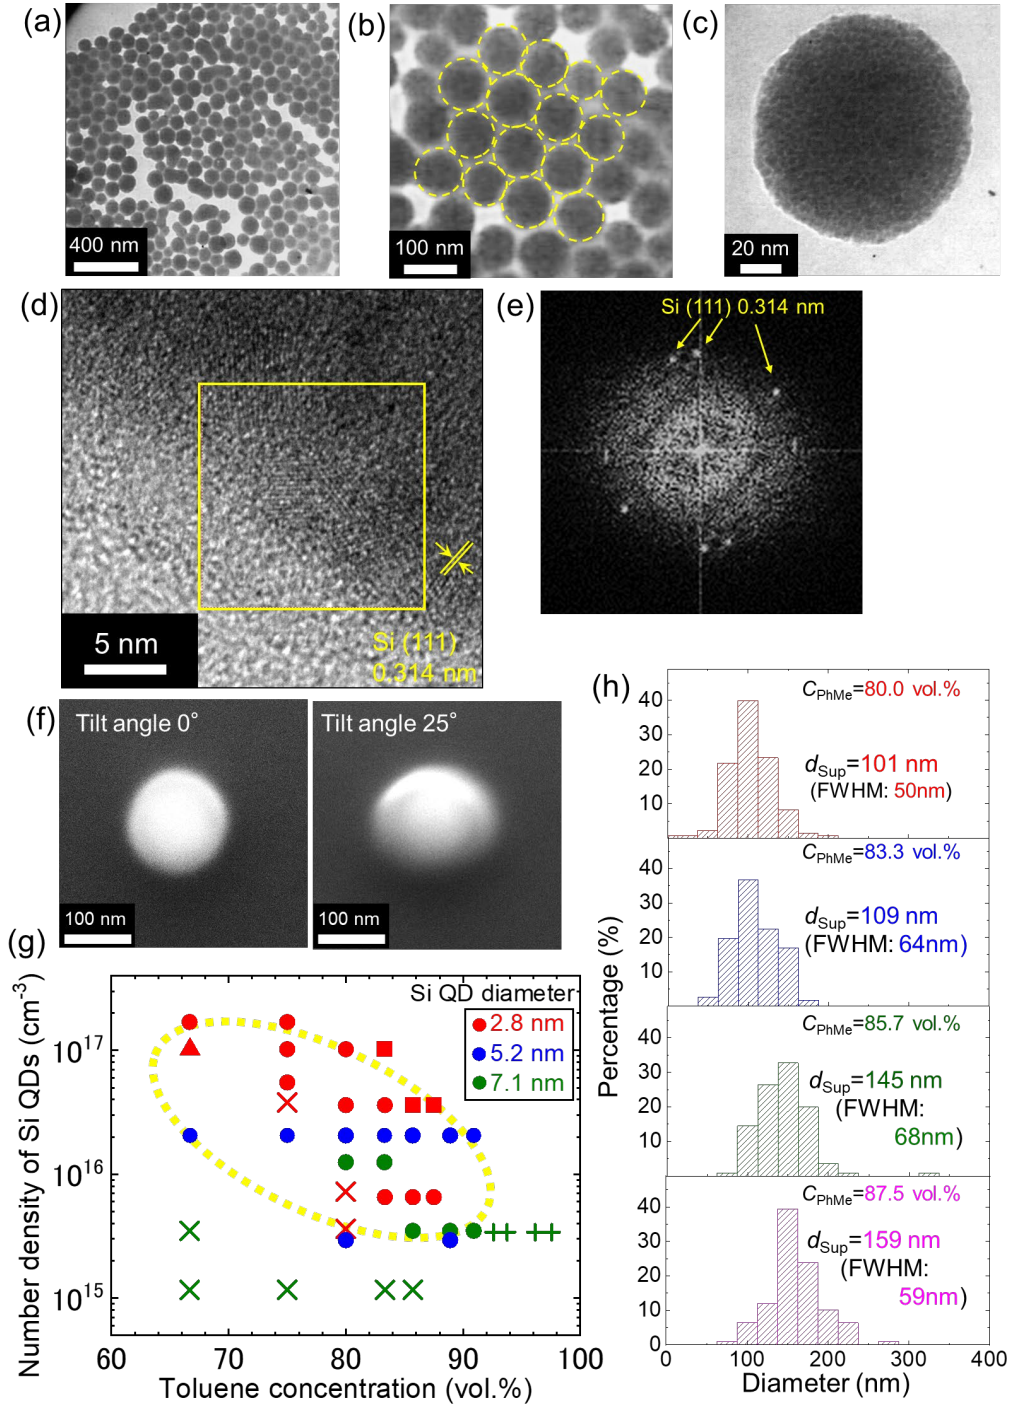 (a)
400 nm
(b)
100 nm
(c)
20 nm
(d)
5 nm
Si (111)
0.314 nm
(e)
Si (111) 0.314 nm
(f)
Tilt angle 0°
100 nm
Tilt angle 25°
100 nm
(g)
Number density of Si QDs (cm⁻³)
10¹⁷
10¹⁶
10¹⁵
Si QD diameter
2.8 nm
5.2 nm
7.1 nm
60 70 80 90 100
Toluene concentration (vol.%)
(h)
Percentage (%)
40
30
20
10
C_PhMe=80.0 vol.%
d_Sup=101 nm
(FWHM: 50nm)
40
30
20
10
C_PhMe=83.3 vol.%
d_Sup=109 nm
(FWHM: 64nm)
40
30
20
10
C_PhMe=85.7 vol.%
d_Sup=145 nm
(FWHM:
68nm)
40
30
20
10
0
C_PhMe=87.5 vol.%
d_Sup=159 nm
(FWHM:
59nm)
0 100 200 300 400
Diameter (nm)